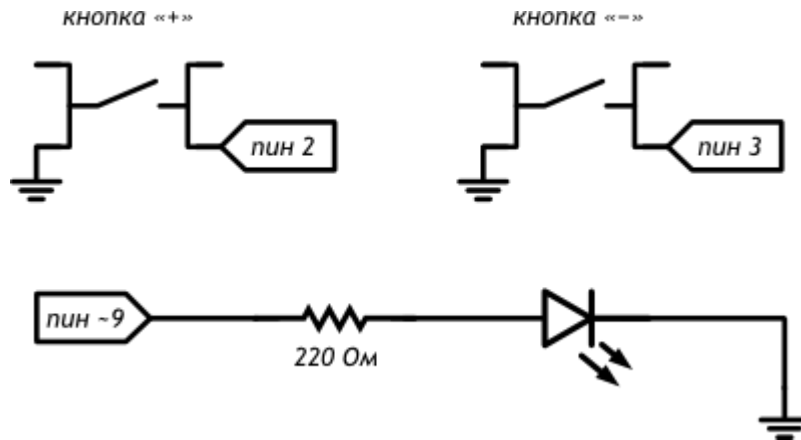 кнопка «+»
кнопка «−»
пин 2
пин 3
пин ~9
220 Ом